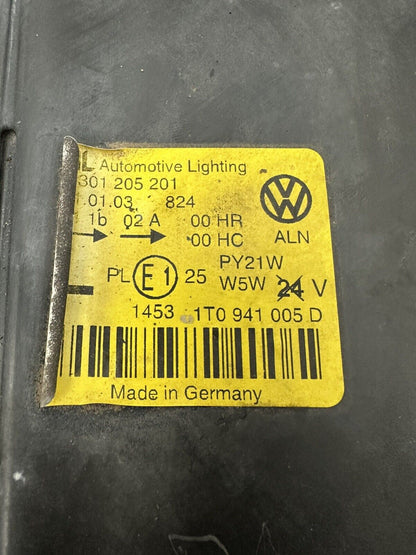 L Automotive Lighting
301 205 201
01.03 824
1b 02 A 00 HR
00 HC ALN
PY21W
PL E1 25
W5W 24 V
1453 1T0 941 005 D
Made in Germany